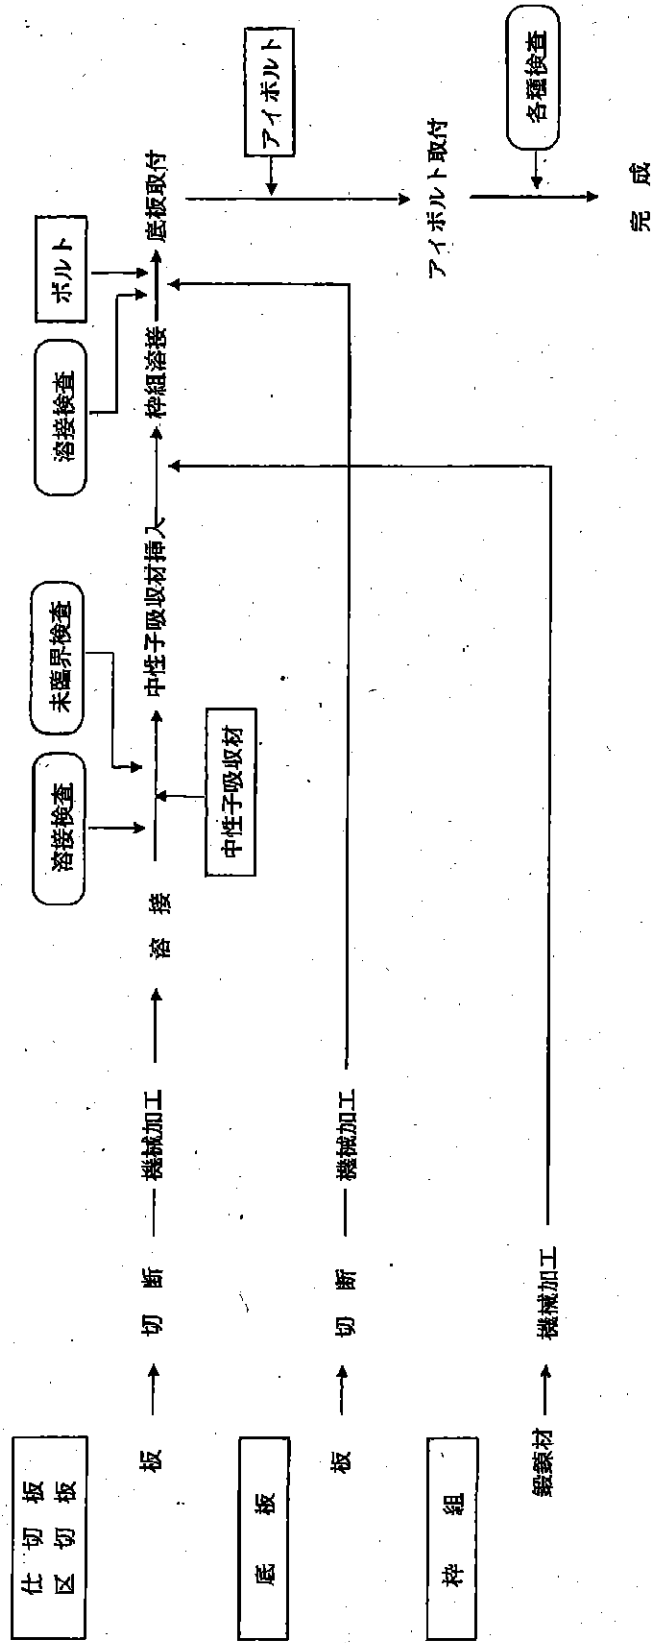 仕切板
区切板
板
切断
機械加工
溶接
溶接検査
中性子吸収材
未臨界検査
中性子吸収材挿入
枠組溶接
溶接検査
ボルト
底板取付
底板
板
切断
機械加工
アイボルト
アイボルト取付
枠組
鍛錬材
機械加工
各種検査
完成